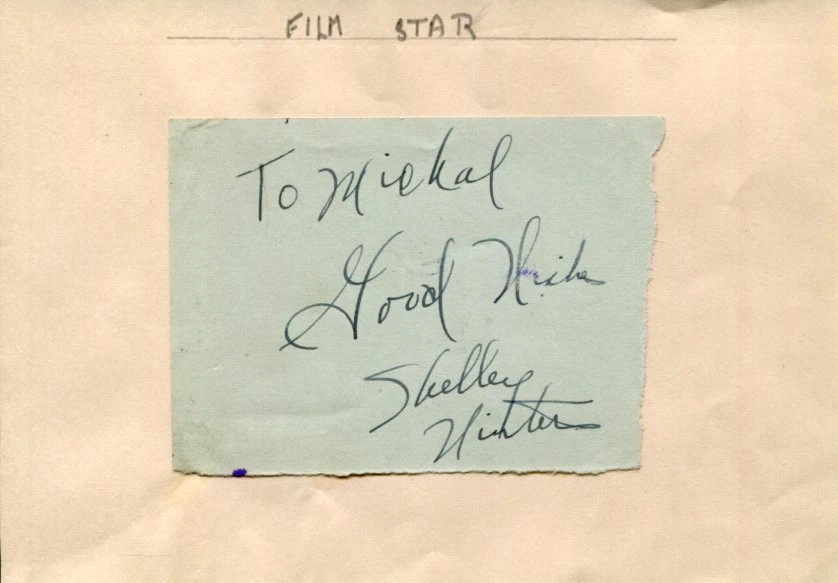 FILM STAR
To Michal
Good Wishes
Shelley
Winters